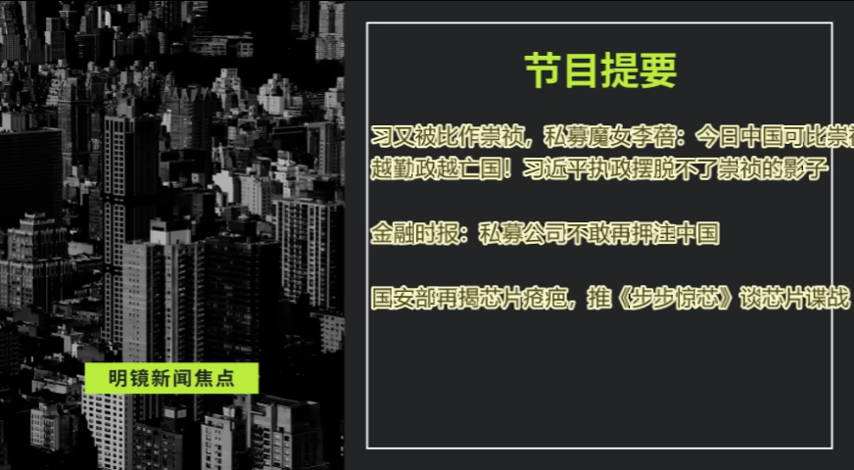 节目提要
习又被比作崇祯，私募魔女李蓓：今日中国可比崇祯
越勤政越亡国！习近平执政摆脱不了崇祯的影子
金融时报：私募公司不敢再押注中国
国安部再揭芯片疮疤，推《步步惊芯》谈芯片谍战
明镜新闻焦点